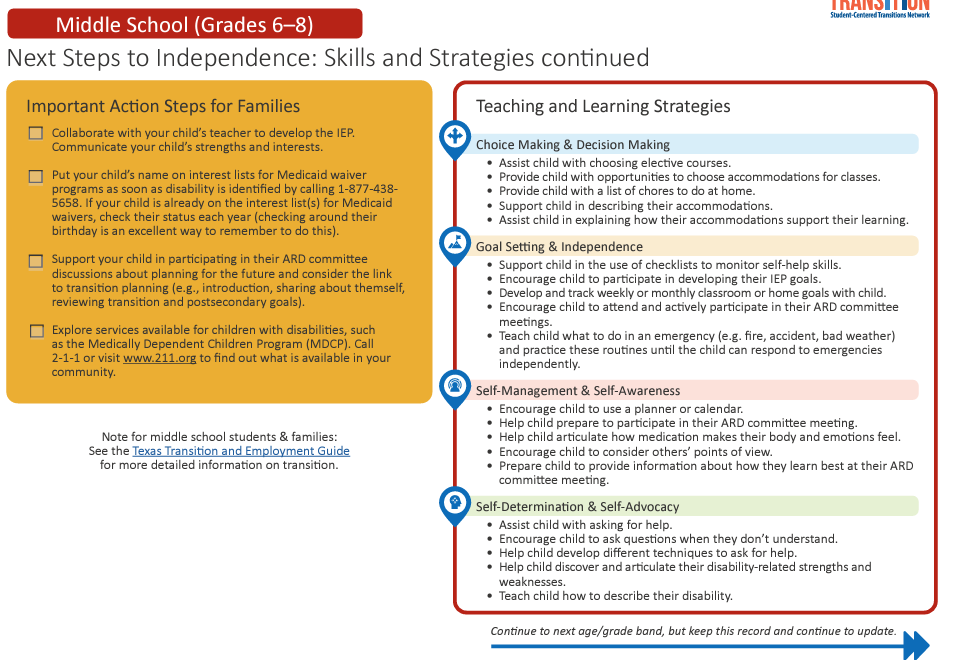 TRANSITION
Student-Centered Transitions Network
Middle School (Grades 6–8)
Next Steps to Independence: Skills and Strategies continued
Important Action Steps for Families
Collaborate with your child's teacher to develop the IEP.
Communicate your child's strengths and interests.
Put your child's name on interest lists for Medicaid waiver
programs as soon as disability is identified by calling 1-877-438-
5658. If your child is already on the interest list(s) for Medicaid
waivers, check their status each year (checking around their
birthday is an excellent way to remember to do this).
Support your child in participating in their ARD committee
discussions about planning for the future and consider the link
to transition planning (e.g., introduction, sharing about themself,
reviewing transition and postsecondary goals).
Explore services available for children with disabilities, such
as the Medically Dependent Children Program (MDCP). Call
2-1-1 or visit www.211.org to find out what is available in your
community.
Note for middle school students & families:
See the Texas Transition and Employment Guide
for more detailed information on transition.
Teaching and Learning Strategies
Choice Making & Decision Making
• Assist child with choosing elective courses.
• Provide child with opportunities to choose accommodations for classes.
• Provide child with a list of chores to do at home.
• Support child in describing their accommodations.
• Assist child in explaining how their accommodations support their learning.
Goal Setting & Independence
• Support child in the use of checklists to monitor self-help skills.
• Encourage child to participate in developing their IEP goals.
• Develop and track weekly or monthly classroom or home goals with child.
• Encourage child to attend and actively participate in their ARD committee
meetings.
• Teach child what to do in an emergency (e.g. fire, accident, bad weather)
and practice these routines until the child can respond to emergencies
independently.
Self-Management & Self-Awareness
• Encourage child to use a planner or calendar.
• Help child prepare to participate in their ARD committee meeting.
• Help child articulate how medication makes their body and emotions feel.
• Encourage child to consider others' points of view.
• Prepare child to provide information about how they learn best at their ARD
committee meeting.
Self-Determination & Self-Advocacy
• Assist child with asking for help.
• Encourage child to ask questions when they don't understand.
• Help child develop different techniques to ask for help.
• Help child discover and articulate their disability-related strengths and
weaknesses.
• Teach child how to describe their disability.
Continue to next age/grade band, but keep this record and continue to update.